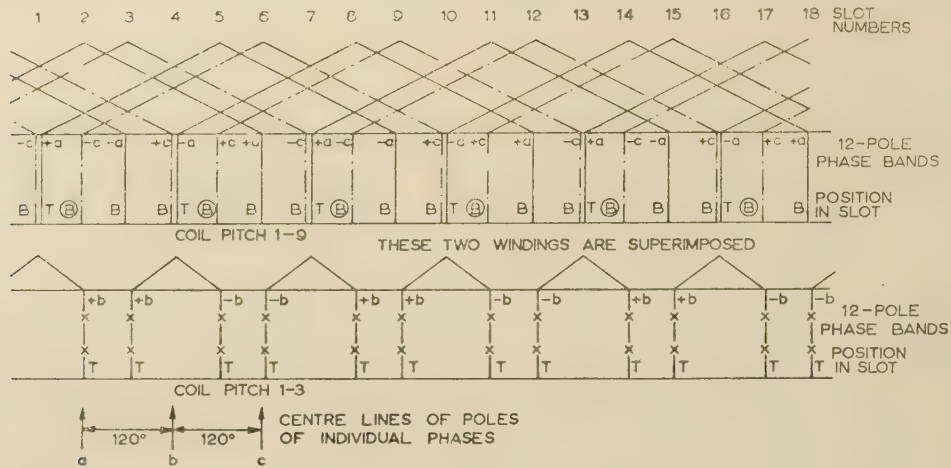 1 2 3 4 5 6 7 8 9 10 11 12 13 14 15 16 17 18 SLOT NUMBERS
-c +a -c -a +c -a +c +a -c +a -c -a +c -a +c +a -c +a -c -a +c -a +c +a 12-POLE PHASE BANDS
B T B B B T B B B T B B B T B B B T B B B T B B POSITION IN SLOT
COIL PITCH 1-9
THESE TWO WINDINGS ARE SUPERIMPOSED
+b +b -b -b +b +b -b -b +b +b -b -b 12-POLE PHASE BANDS
T T T T T T T T T T T T POSITION IN SLOT
COIL PITCH 1-3
CENTRE LINES OF POLES
120° 120° OF INDIVIDUAL PHASES
a b c